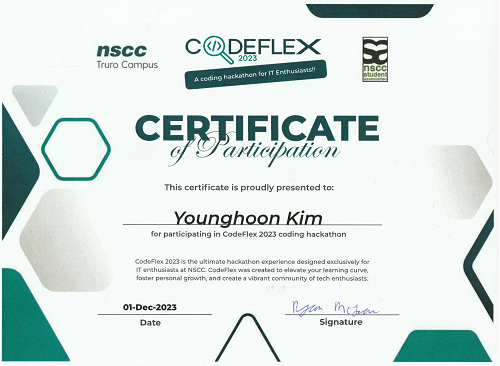 nscc
Truro Campus
CODEFLEX
2023
A coding hackathon for IT Enthusiasts!!
nscc
student
association
CERTIFICATE
of Participation
This certificate is proudly presented to:
Younghoon Kim
for participating in CodeFlex 2023 coding hackathon
CodeFlex 2023 is the ultimate hackathon experience designed exclusively for
IT enthusiasts at NSCC. CodeFlex was created to elevate your learning curve,
foster personal growth, and create a vibrant community of tech enthusiasts.
01-Dec-2023
Date
Ryan
Signature